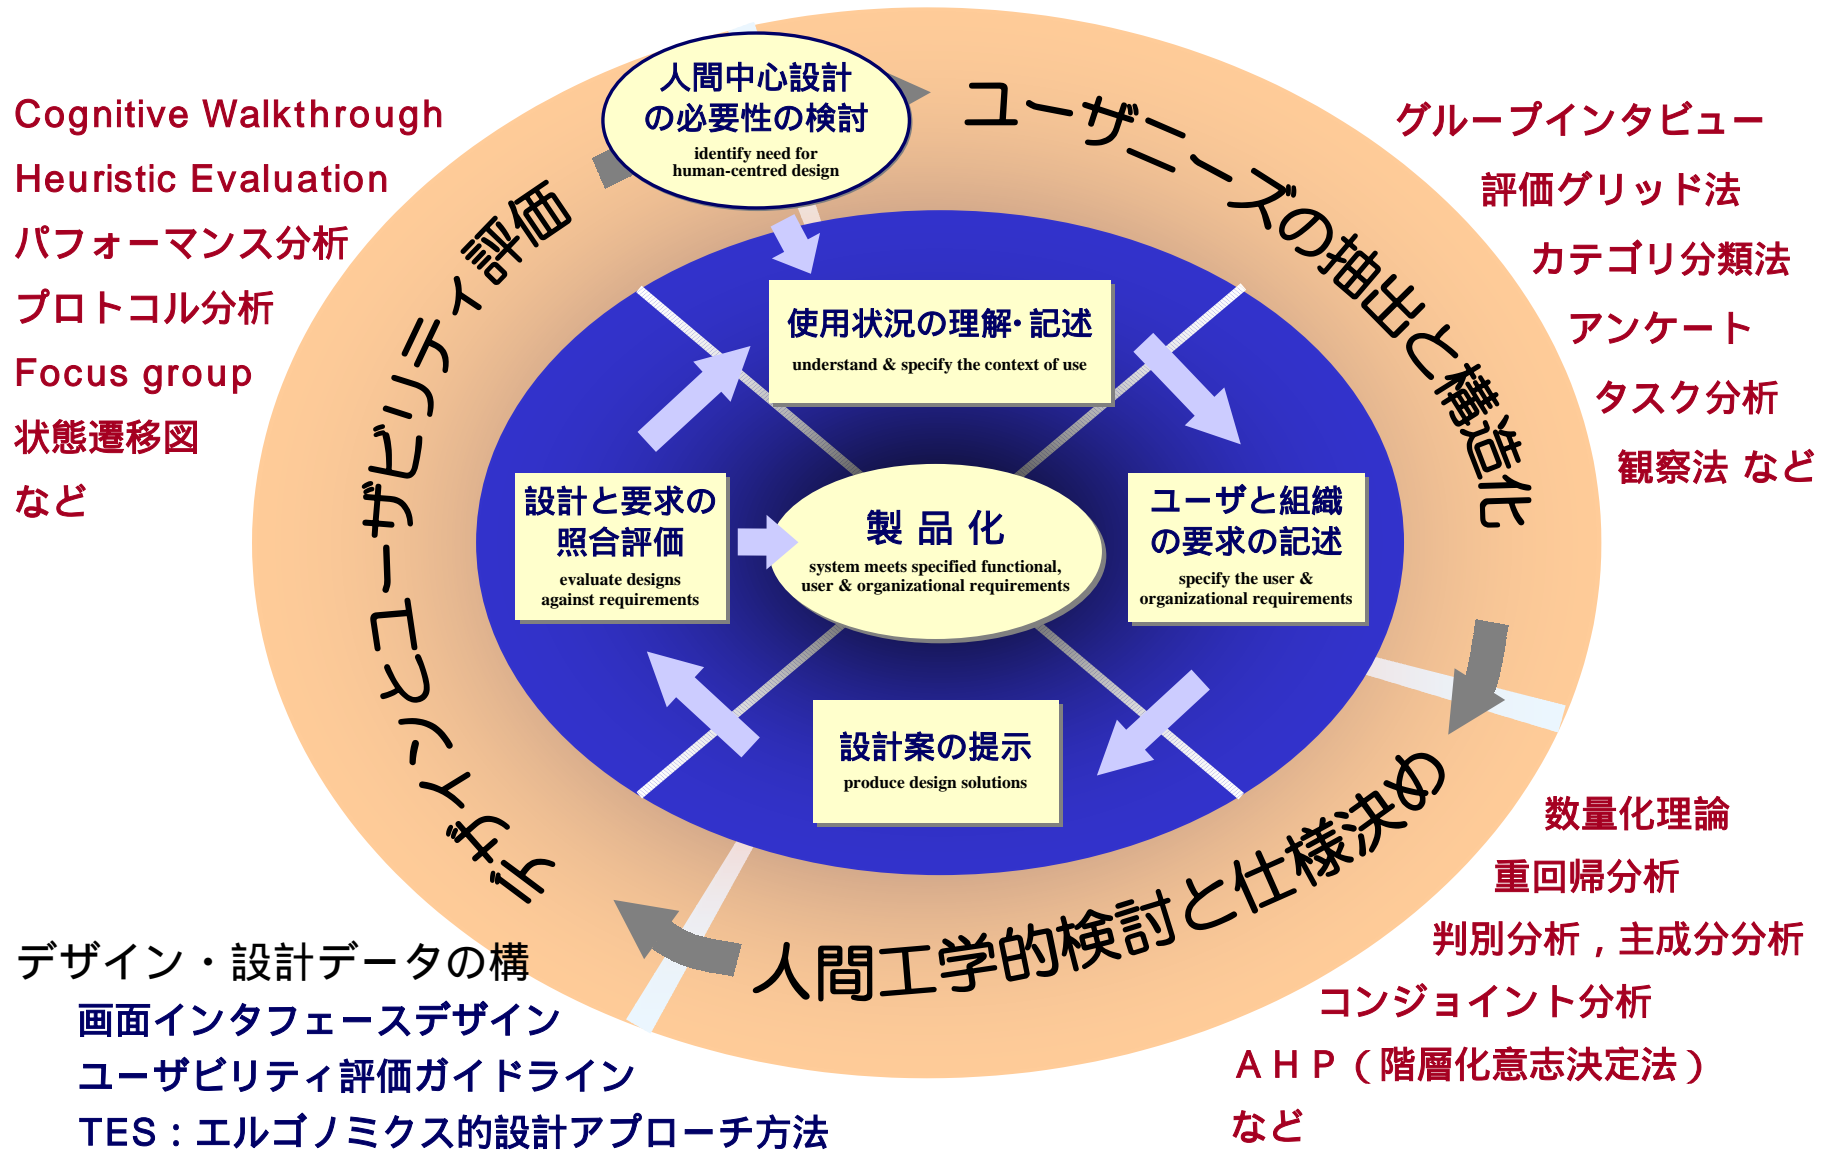 人間中心設計
の必要性の検討
identify need for
human-centred design
Cognitive Walkthrough
Heuristic Evaluation
パフォーマンス分析
プロトコル分析
Focus group
状態遷移図
など
ユーザニーズの抽出と構造化
グループインタビュー
評価グリッド法
カテゴリ分類法
アンケート
タスク分析
観察法 など
デザインとユーザビリティ評価
使用状況の理解・記述
understand & specify the context of use
設計と要求の
照合評価
evaluate designs
against requirements
製 品 化
system meets specified functional,
user & organizational requirements
ユーザと組織
の要求の記述
specify the user &
organizational requirements
設計案の提示
produce design solutions
人間工学的検討と仕様決め
数量化理論
重回帰分析
判別分析，主成分分析
コンジョイント分析
ＡＨＰ（階層化意志決定法）
など
デザイン・設計データの構
画面インタフェースデザイン
ユーザビリティ評価ガイドライン
TES：エルゴノミクス的設計アプローチ方法